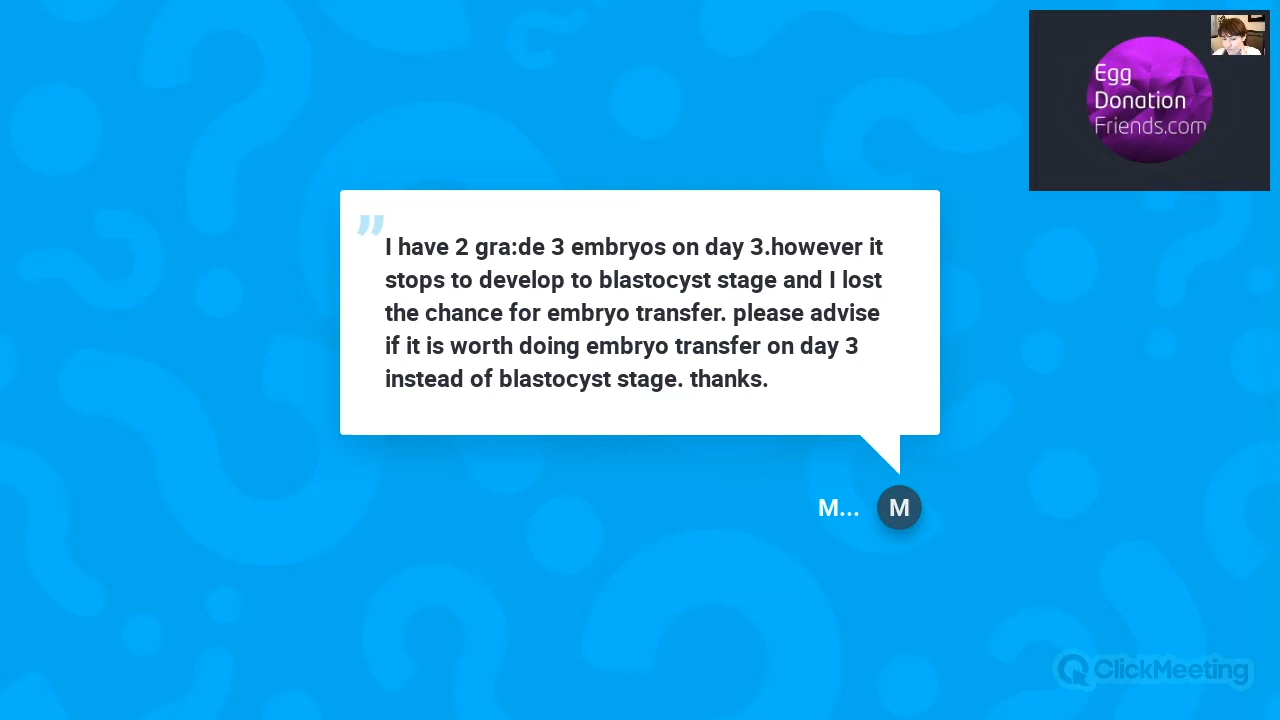 Egg
Donation
Friends.com
"
I have 2 gra:de 3 embryos on day 3.however it
stops to develop to blastocyst stage and I lost
the chance for embryo transfer. please advise
if it is worth doing embryo transfer on day 3
instead of blastocyst stage. thanks.
M... M
ClickMeeting